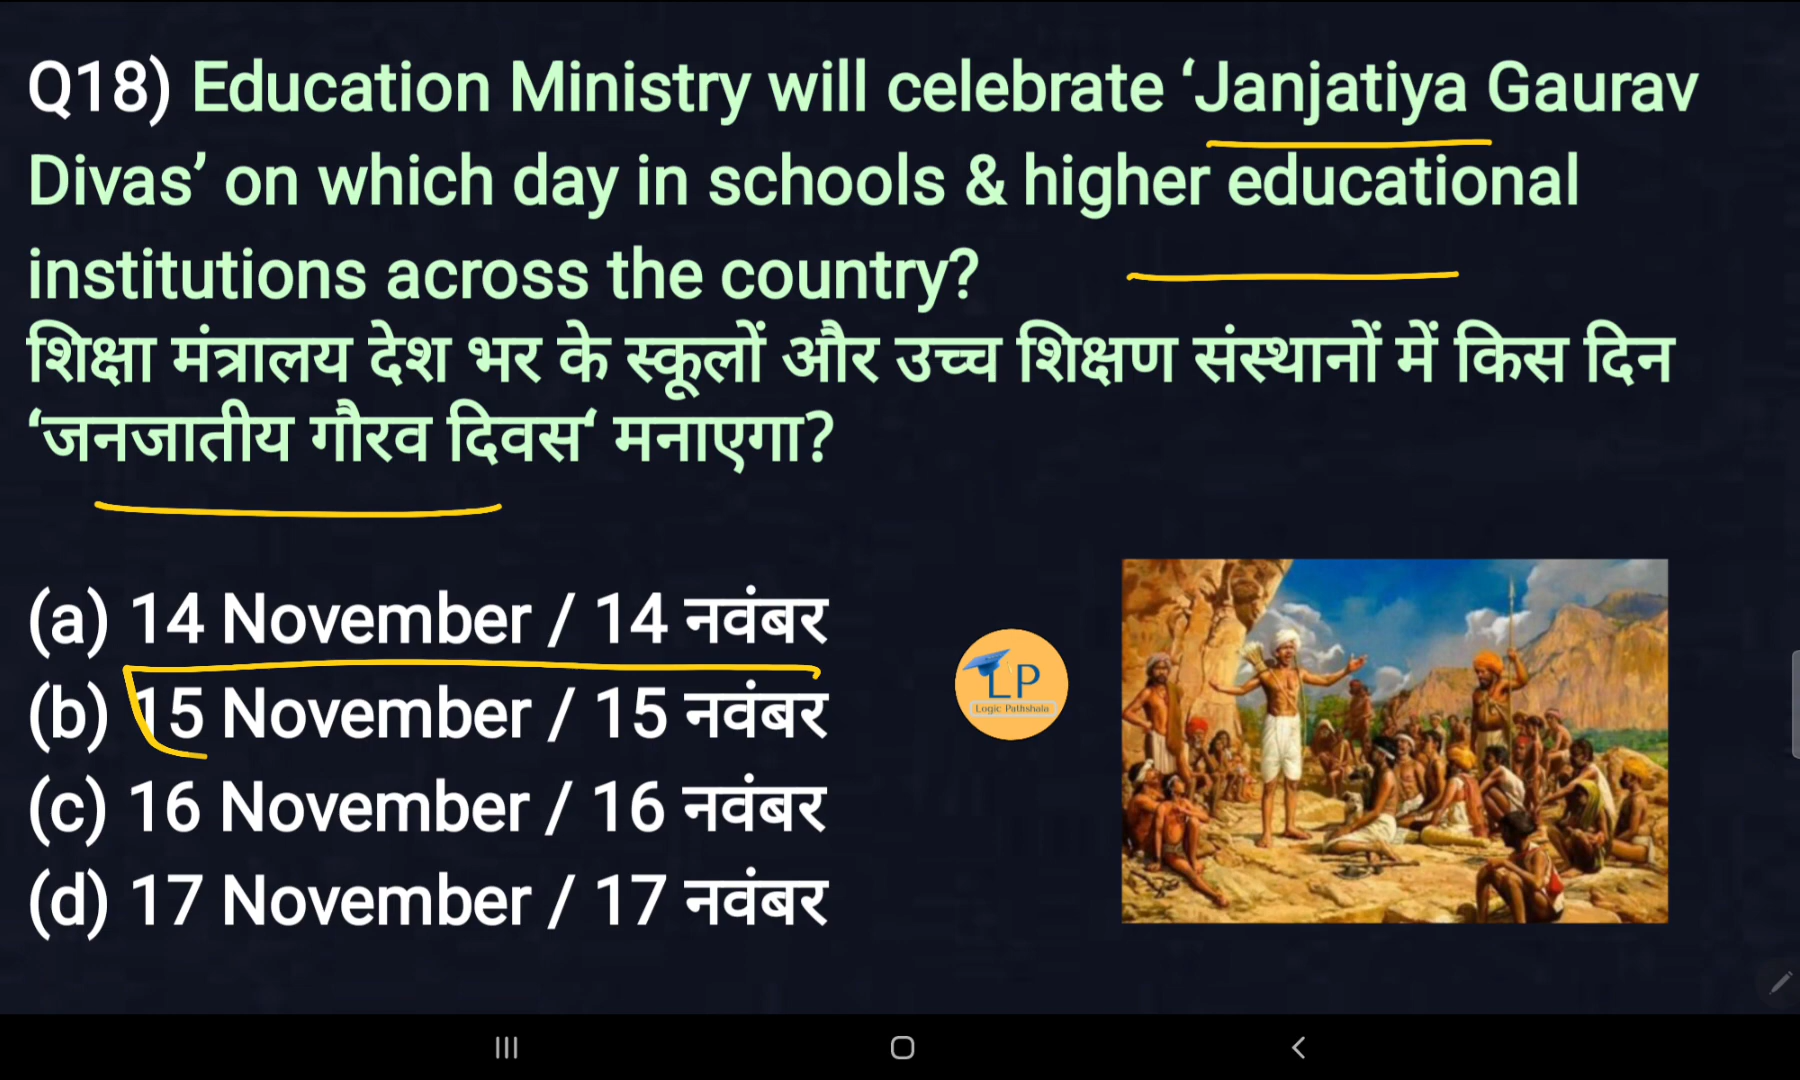 Q18) Education Ministry will celebrate ‘Janjatiya Gaurav
Divas’ on which day in schools & higher educational
institutions across the country?
शिक्षा मंत्रालय देश भर के स्कूलों और उच्च शिक्षण संस्थानों में किस दिन
‘जनजातीय गौरव दिवस‘ मनाएगा?
(a) 14 November / 14 नवंबर
(b) 15 November / 15 नवंबर
(c) 16 November / 16 नवंबर
(d) 17 November / 17 नवंबर
LP
Logic Pathshala